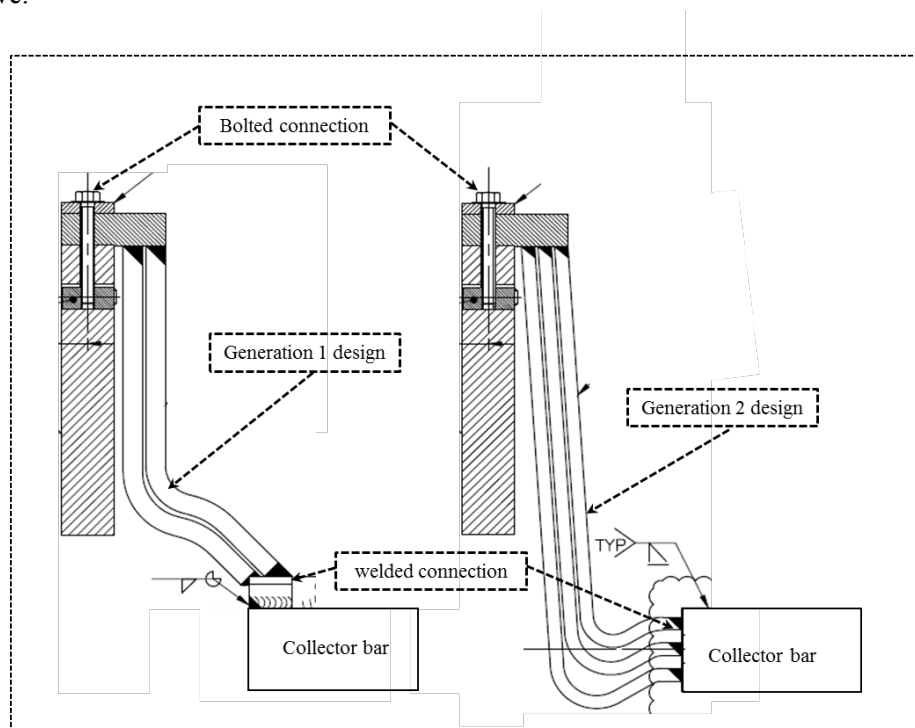 ve.
Bolted connection
Generation 1 design
Generation 2 design
TYP
welded connection
Collector bar
Collector bar